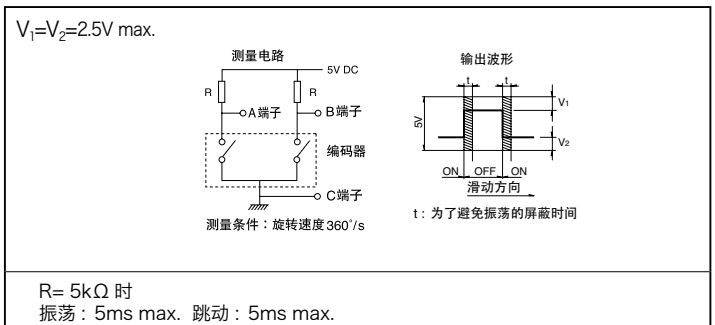 V₁=V₂=2.5V max.
测量电路
5V DC
R
R
A端子
B端子
编码器
C端子
测量条件：旋转速度360°/s
输出波形
t
t
V₁
5V
V₂
ON OFF ON
滑动方向
t：为了避免振荡的屏蔽时间
R= 5kΩ 时
振荡：5ms max. 跳动：5ms max.